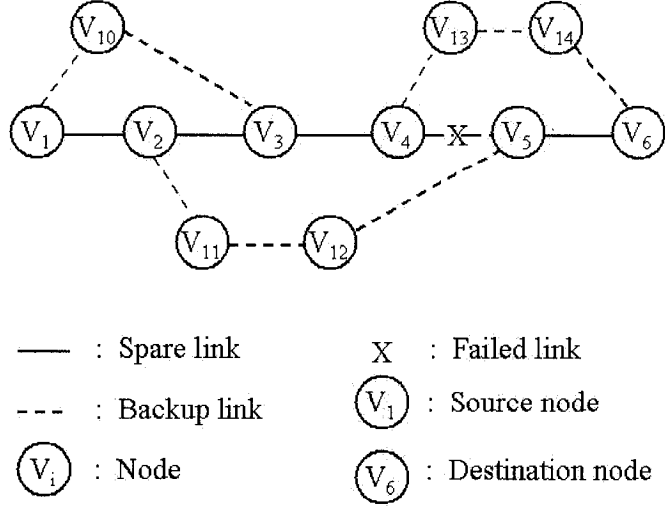 V10 V13 V14
V1 V2 V3 V4 X V5 V6
V11 V12
: Spare link X : Failed link
: Backup link V1 : Source node
Vi : Node V6 : Destination node